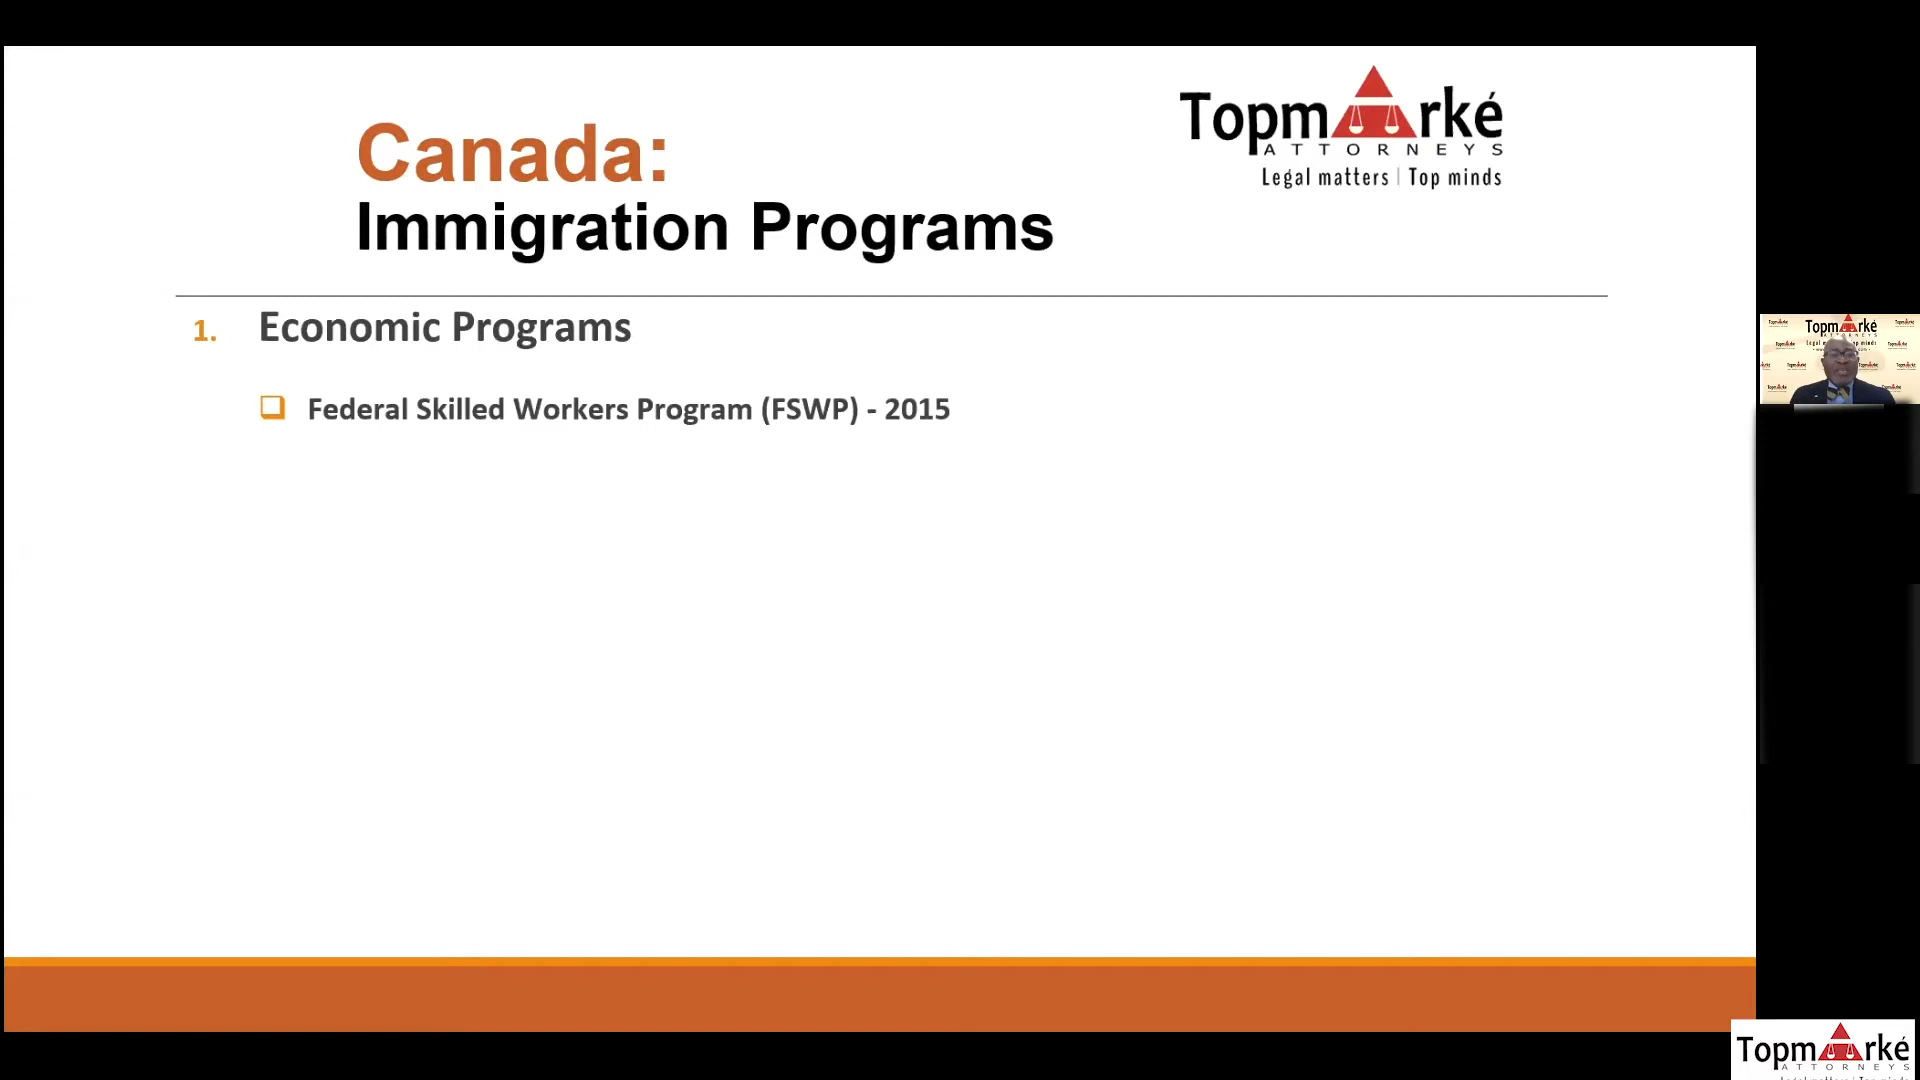 Canada:
Immigration Programs
Topmarké
ATTORNEYS
Legal matters | Top minds
1. Economic Programs
❑ Federal Skilled Workers Program (FSWP) - 2015
Topmarké
Topmarké
ATTORNEYS